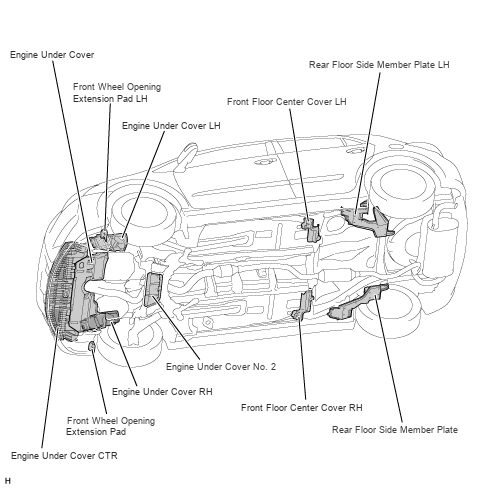 Engine Under Cover
Rear Floor Side Member Plate LH
Front Wheel Opening
Extension Pad LH
Front Floor Center Cover LH
Engine Under Cover LH
Engine Under Cover No. 2
Engine Under Cover RH
Front Floor Center Cover RH
Front Wheel Opening
Extension Pad
Rear Floor Side Member Plate
Engine Under Cover CTR
H